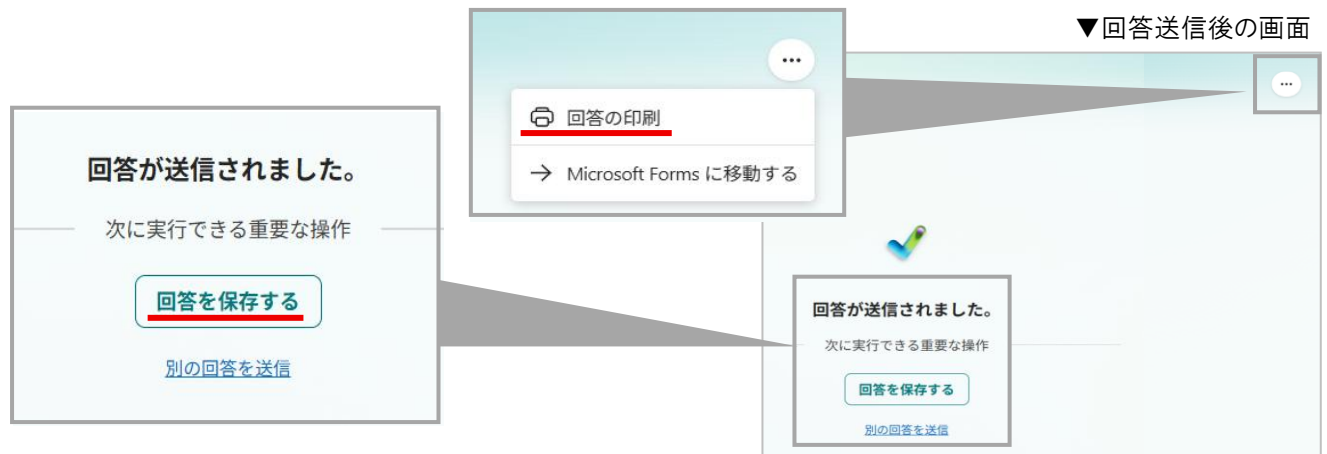 ▼回答送信後の画面
…
回答の印刷
→ Microsoft Forms に移動する
…
回答が送信されました。
次に実行できる重要な操作
回答を保存する
別の回答を送信
回答が送信されました。
次に実行できる重要な操作
回答を保存する
別の回答を送信